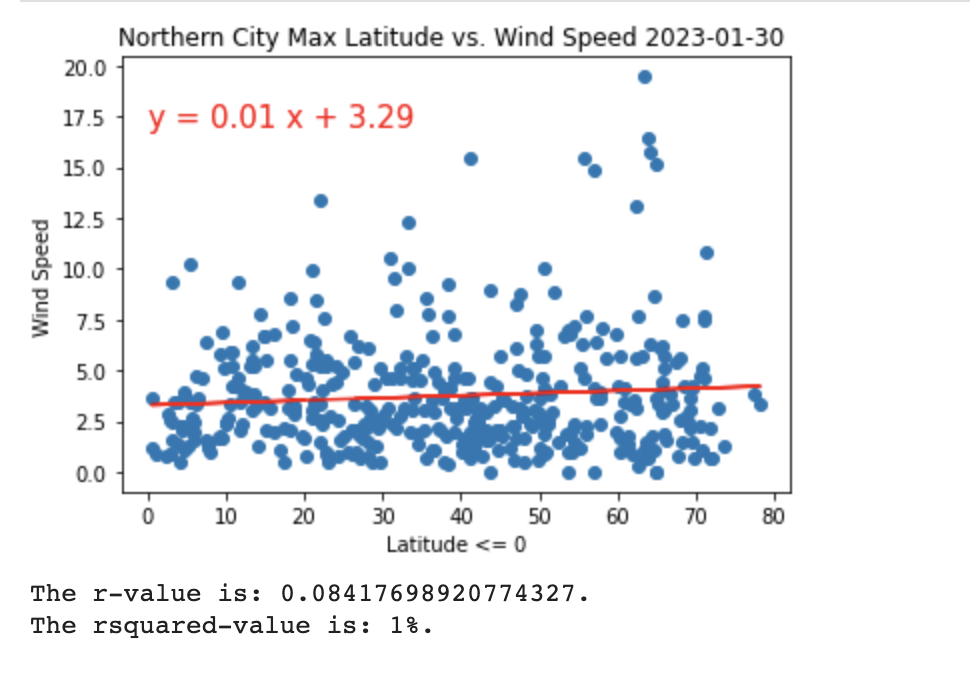 Northern City Max Latitude vs. Wind Speed 2023-01-30
20.0
17.5
15.0
12.5
10.0
7.5
5.0
2.5
0.0
Wind Speed
y = 0.01 x + 3.29
0 10 20 30 40 50 60 70 80
Latitude <= 0
The r-value is: 0.08417698920774327.
The rsquared-value is: 1%.